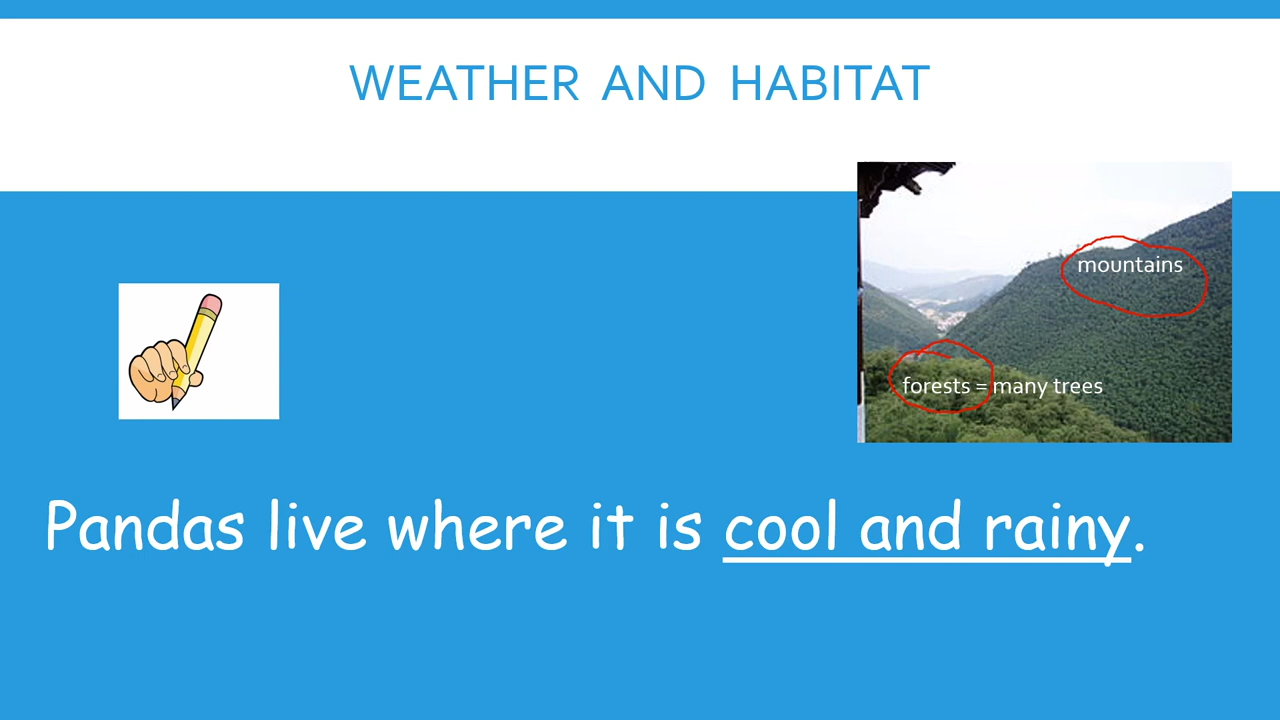 WEATHER AND HABITAT
mountains
forests = many trees
Pandas live where it is cool and rainy.